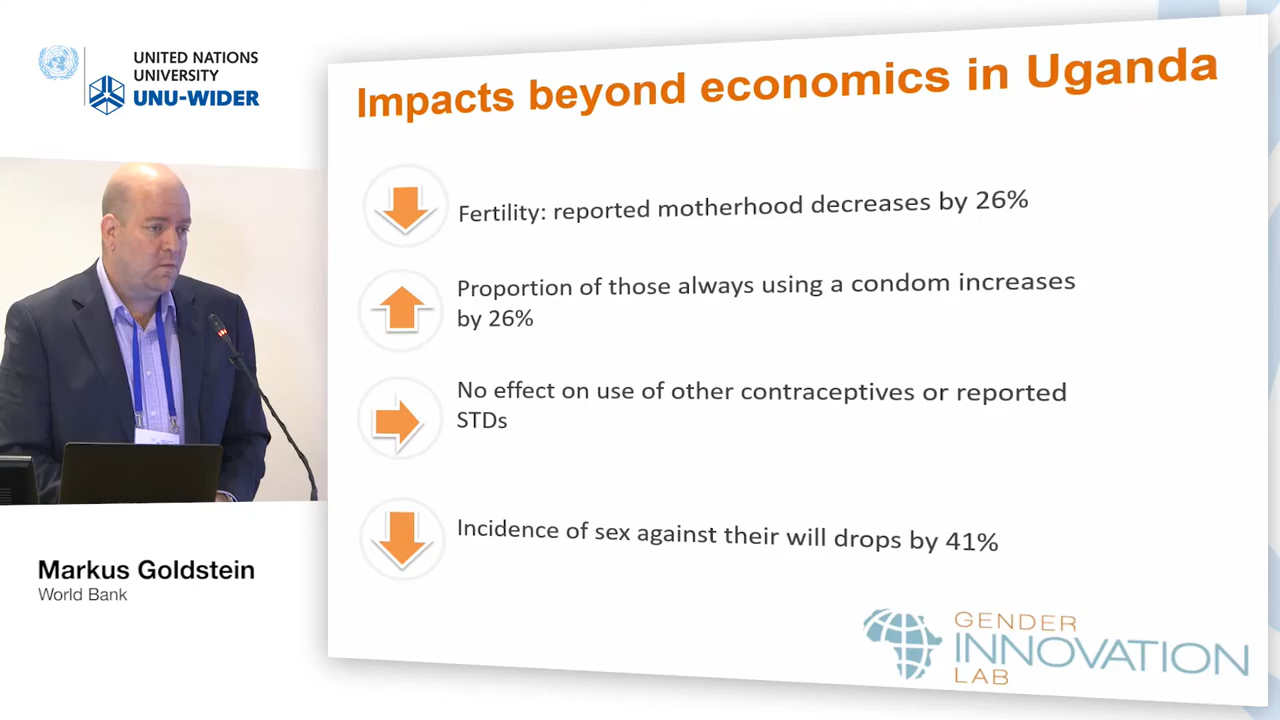 UNITED NATIONS
UNIVERSITY
UNU-WIDER
Impacts beyond economics in Uganda
Fertility: reported motherhood decreases by 26%
Proportion of those always using a condom increases
by 26%
No effect on use of other contraceptives or reported
STDs
Incidence of sex against their will drops by 41%
Markus Goldstein
World Bank
GENDER
INNOVATION
LAB